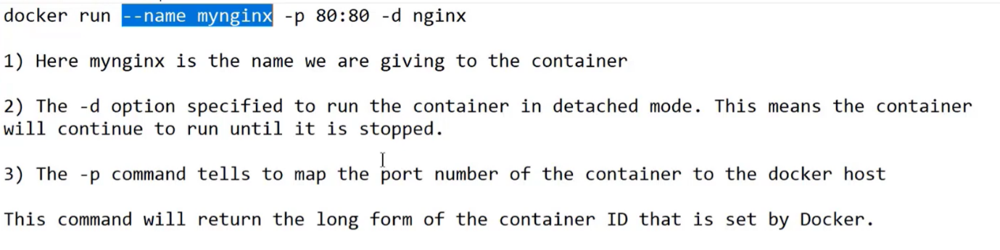 docker run --name mynginx -p 80:80 -d nginx
1) Here mynginx is the name we are giving to the container
2) The -d option specified to run the container in detached mode. This means the container
will continue to run until it is stopped.
3) The -p command tells to map the port number of the container to the docker host
This command will return the long form of the container ID that is set by Docker.